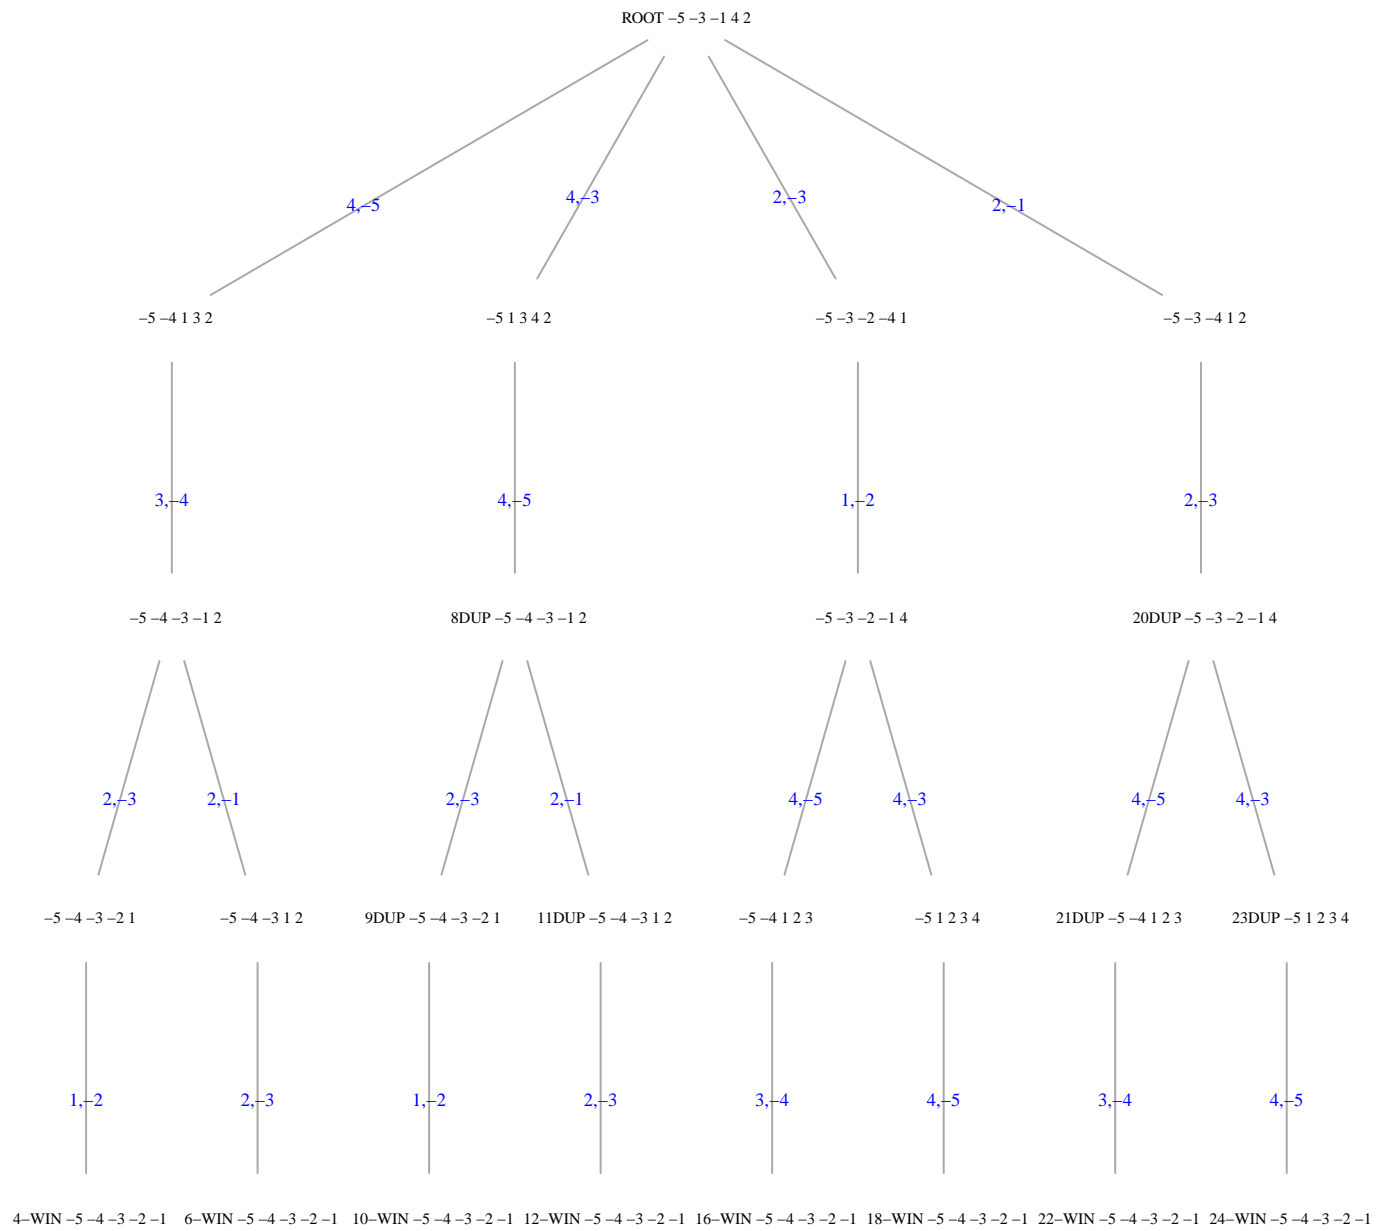 ROOT −5 −3 −1 4 2
4,−5 4,−3 2,−3 2,−1
−5 −4 1 3 2 −5 1 3 4 2 −5 −3 −2 −4 1 −5 −3 −4 1 2
3,−4 4,−5 1,−2 2,−3
−5 −4 −3 −1 2 8DUP −5 −4 −3 −1 2 −5 −3 −2 −1 4 20DUP −5 −3 −2 −1 4
2,−3 2,−1 2,−3 2,−1 4,−5 4,−3 4,−5 4,−3
−5 −4 −3 −2 1 −5 −4 −3 1 2 9DUP −5 −4 −3 −2 1 11DUP −5 −4 −3 1 2 −5 −4 1 2 3 −5 1 2 3 4 21DUP −5 −4 1 2 3 23DUP −5 1 2 3 4
1,−2 2,−3 1,−2 2,−3 3,−4 4,−5 3,−4 4,−5
4−WIN −5 −4 −3 −2 −1 6−WIN −5 −4 −3 −2 −1 10−WIN −5 −4 −3 −2 −1 12−WIN −5 −4 −3 −2 −1 16−WIN −5 −4 −3 −2 −1 18−WIN −5 −4 −3 −2 −1 22−WIN −5 −4 −3 −2 −1 24−WIN −5 −4 −3 −2 −1